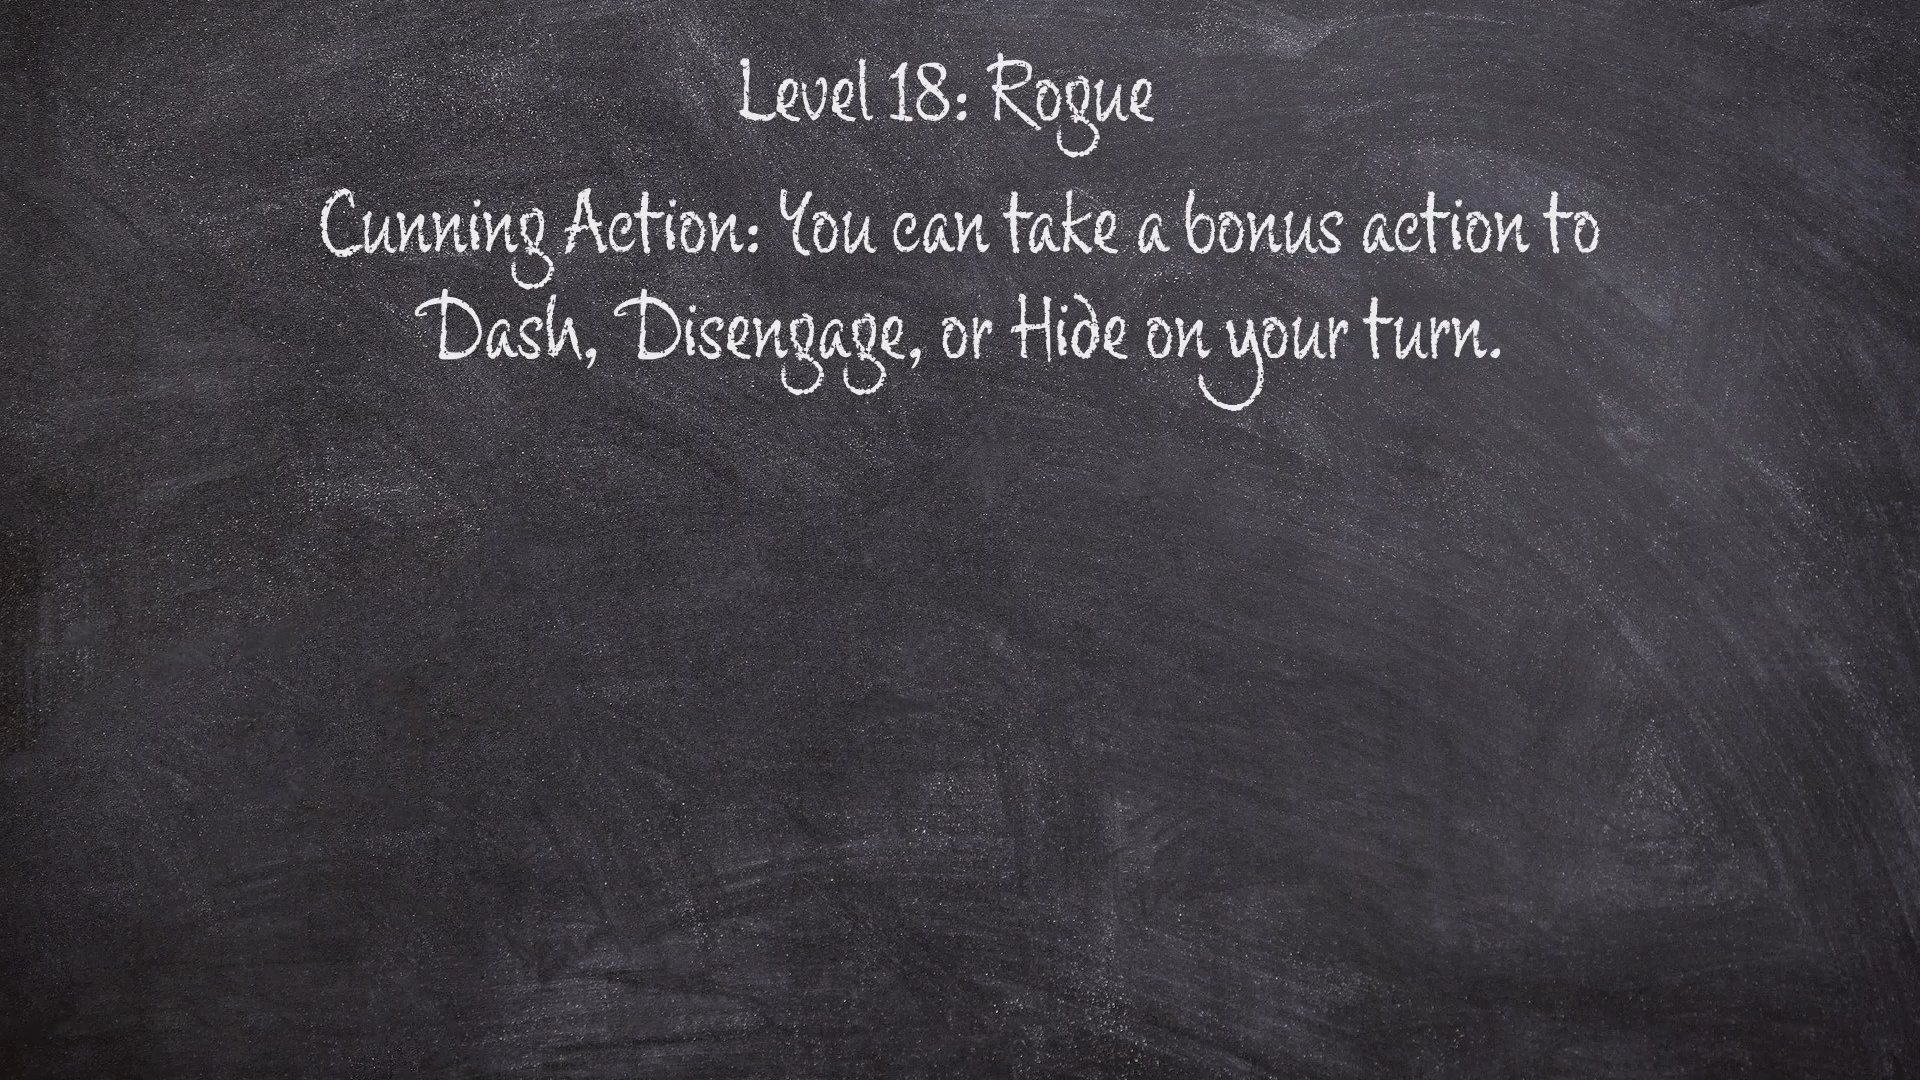 Level 18: Rogue
Cunning Action: You can take a bonus action to
Dash, Disengage, or Hide on your turn.